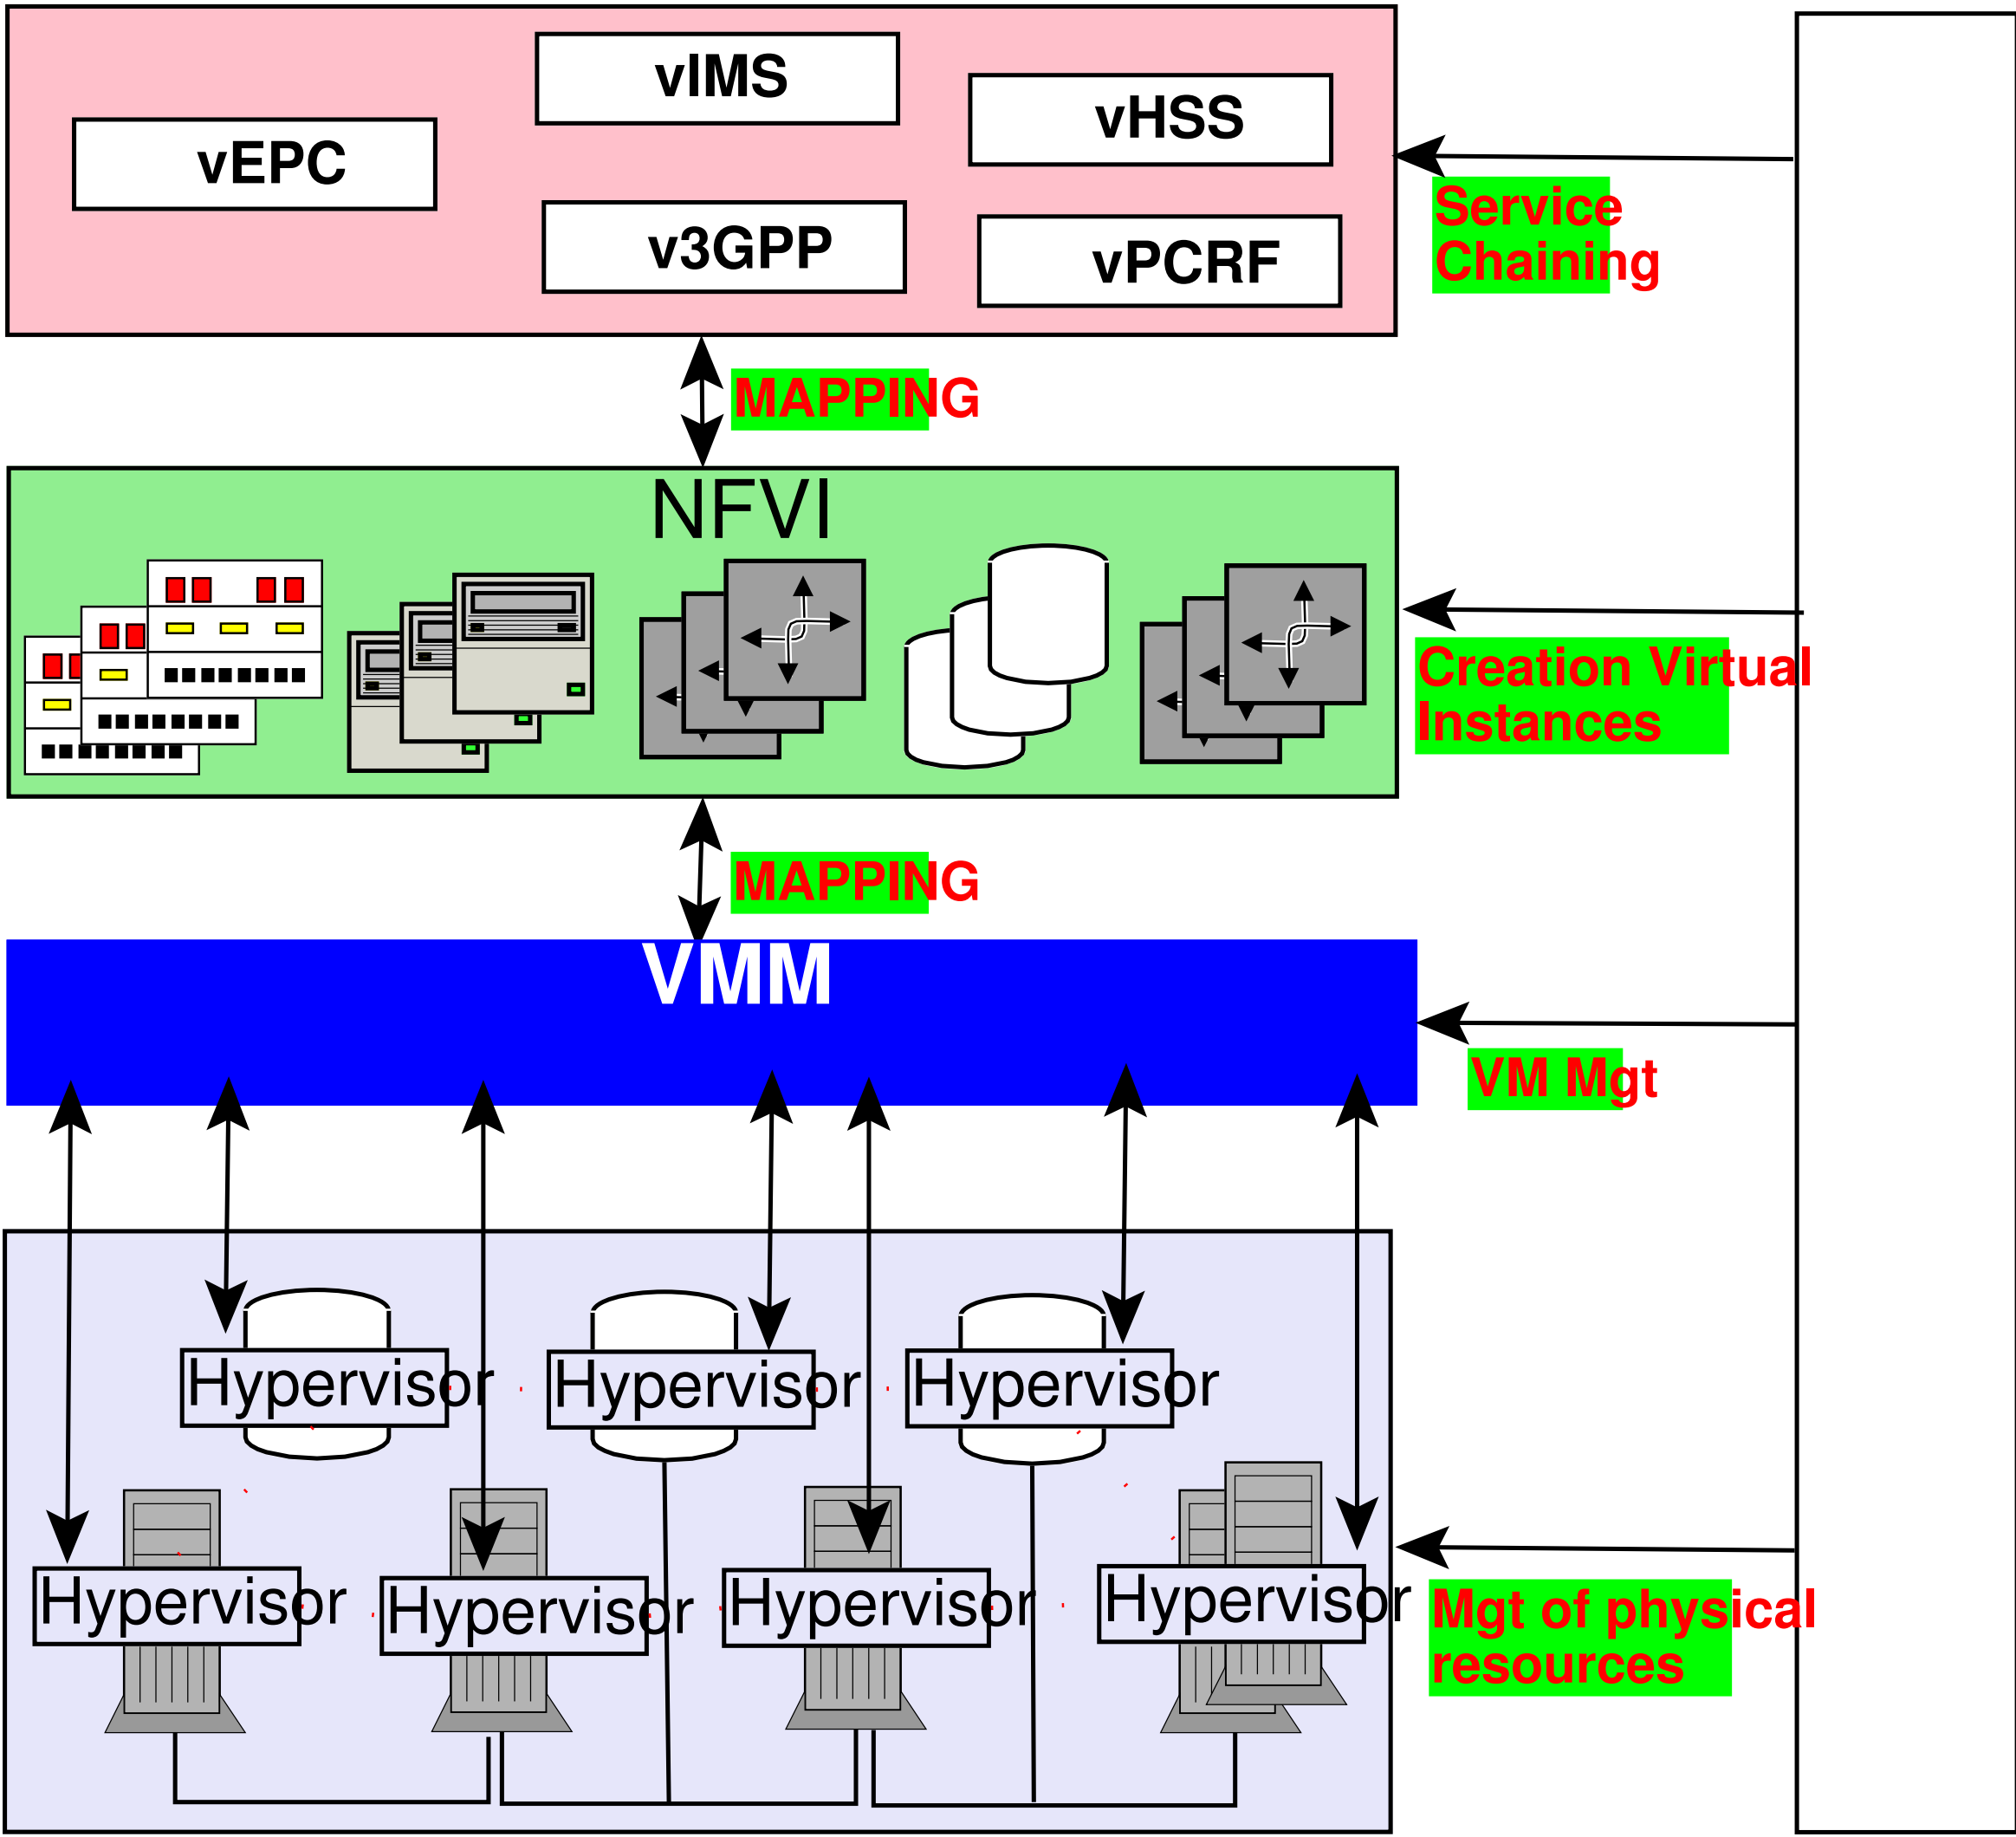 vIMS
vHSS
vEPC
v3GPP
vPCRF
Service
Chaining
MAPPING
NFVI
Creation Virtual
Instances
MAPPING
VMM
VM Mgt
Hypervisor
Hypervisor
Hypervisor
Hypervisor
Hypervisor
Hypervisor
Hypervisor
Mgt of physical
resources